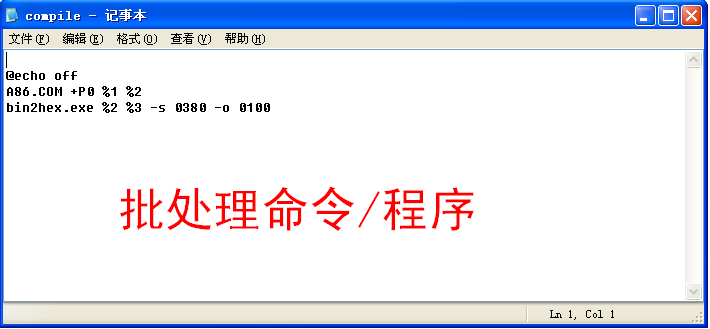 compile - 记事本
文件(F) 编辑(E) 格式(O) 查看(V) 帮助(H)
@echo off
A86.COM +P0 %1 %2
bin2hex.exe %2 %3 -s 0380 -o 0100
批处理命令/程序
Ln 1, Col 1